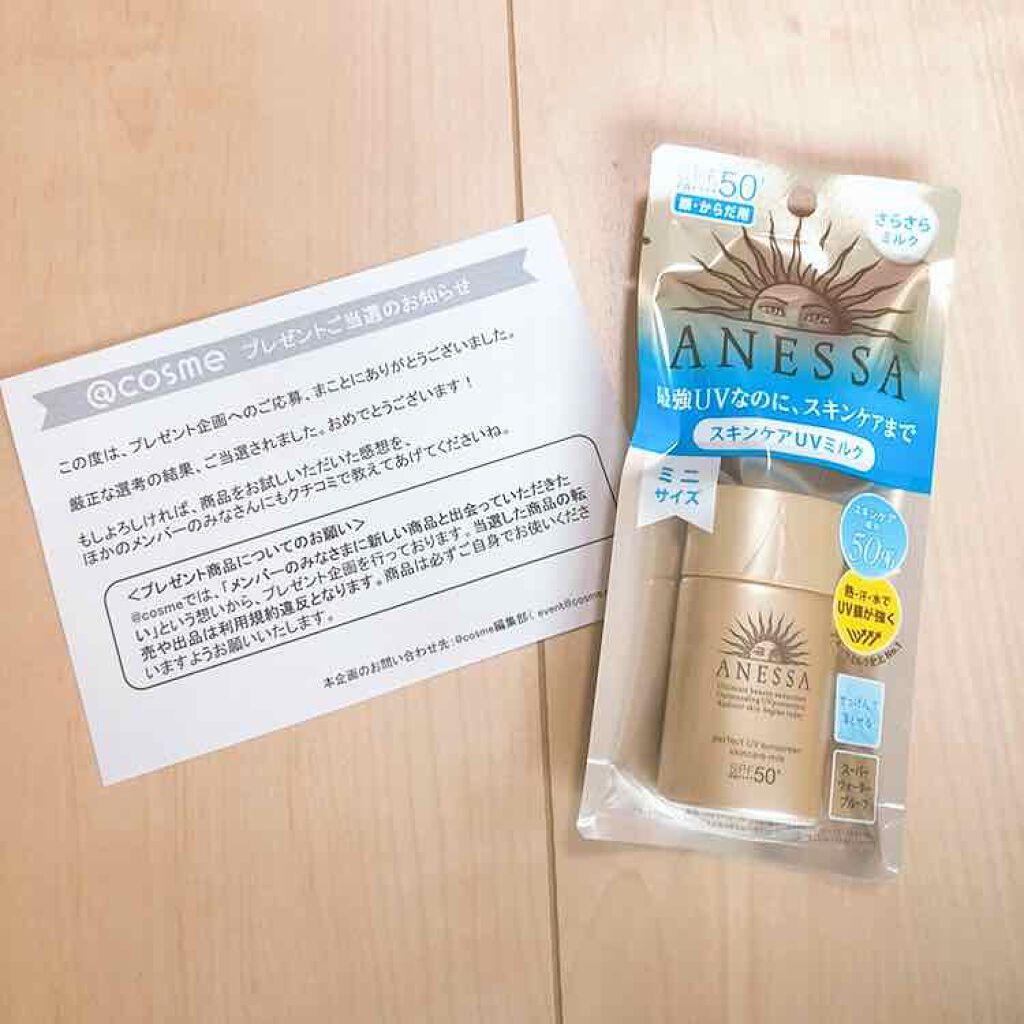 @cosme プレゼントご当選のお知らせ
この度は、プレゼント企画へのご応募、まことにありがとうございました。
厳正な選考の結果、ご当選されました。おめでとうございます!
もしよろしければ、商品をお試しいただいた感想を、
ほかのメンバーのみなさんにもクチコミで教えてあげてくださいね。
<プレゼント商品についてのお願い>
@cosmeでは、「メンバーのみなさまに新しい商品と出会っていただきた
い」という想いから、プレゼント企画を行っております。当選した商品の転
売や出品は利用規約違反となります。商品は必ずご自身でお使いくださ
いますようお願いいたします。
本企画のお問い合わせ先:@cosme編集部( event@cosme.
SPF50+
PA++++
顔・からだ用
さらさら
ミルク
ANESSA
最強UVなのに、スキンケアまで
スキンケアUVミルク
ミニ
サイズ
スキンケア
成分
50%
熱・汗・水で
UV膜が強く
ANESSA
perfect UV sunscreen
skincare milk
SPF50+
PA++++
せっけんで
落とせる
スーパー
ウォーター
プルーフ